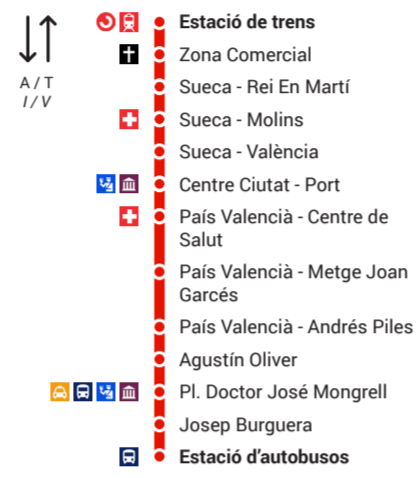 Estació de trens
A / T
I / V
Zona Comercial
Sueca - Rei En Martí
Sueca - Molins
Sueca - València
Centre Ciutat - Port
País Valencià - Centre de
Salut
País Valencià - Metge Joan
Garcés
País Valencià - Andrés Piles
Agustín Oliver
Pl. Doctor José Mongrell
Josep Burguera
Estació d'autobusos